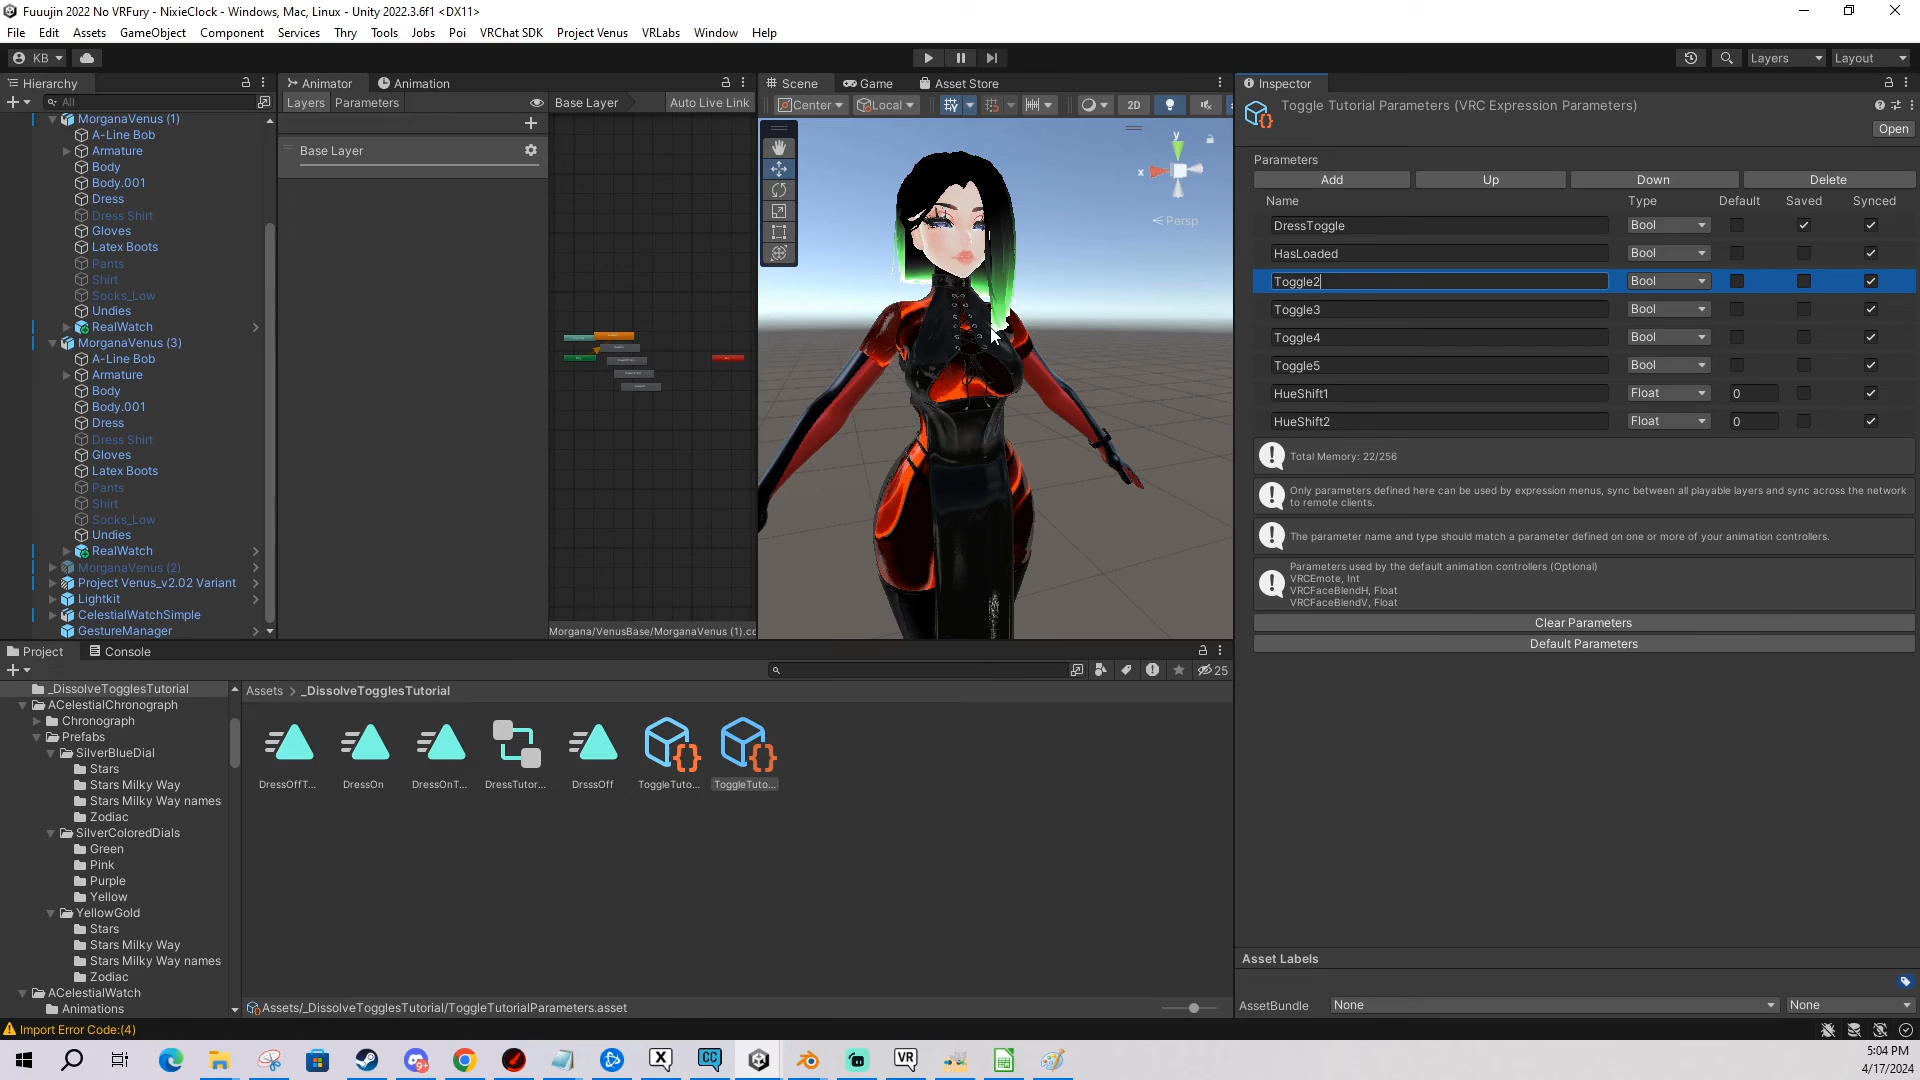 Fuuujin 2022 No VRFury - NixieClock - Windows, Mac, Linux - Unity 2022.3.6f1 <DX11>
File Edit Assets GameObject Component Services Thry Tools Jobs Poi VRChat SDK Project Venus VRLabs Window Help
KB Layers Layout
Hierarchy
All
MorganaVenus (1)
A-Line Bob
Armature
Body
Body.001
Dress
Dress Shirt
Gloves
Latex Boots
Pants
Shirt
Socks_Low
Undies
RealWatch
MorganaVenus (3)
A-Line Bob
Armature
Body
Body.001
Dress
Dress Shirt
Gloves
Latex Boots
Pants
Shirt
Socks_Low
Undies
RealWatch
MorganaVenus (2)
Project Venus_v2.02 Variant
Lightkit
CelestialWatchSimple
GestureManager
Animator Animation
Layers Parameters Base Layer Auto Live Link
Base Layer
Morgana/VenusBase/MorganaVenus (1).cc
Scene Game Asset Store
Center Local 2D
y
x
Persp
Inspector
Toggle Tutorial Parameters (VRC Expression Parameters)
Open
Parameters
Add Up Down Delete
Name Type Default Saved Synced
DressToggle Bool
HasLoaded Bool
Toggle2 Bool
Toggle3 Bool
Toggle4 Bool
Toggle5 Bool
HueShift1 Float 0
HueShift2 Float 0
Total Memory: 22/256
Only parameters defined here can be used by expression menus, sync between all playable layers and sync across the network
to remote clients.
The parameter name and type should match a parameter defined on one or more of your animation controllers.
Parameters used by the default animation controllers (Optional)
VRCEmote, Int
VRCFaceBlendH, Float
VRCFaceBlendV, Float
Clear Parameters
Default Parameters
Asset Labels
AssetBundle None None
Project Console
25
_DissolveTogglesTutorial
ACelestialChronograph
Chronograph
Prefabs
SilverBlueDial
Stars
Stars Milky Way
Stars Milky Way names
Zodiac
SilverColoredDials
Green
Pink
Purple
Yellow
YellowGold
Stars
Stars Milky Way
Stars Milky Way names
Zodiac
ACelestialWatch
Animations
Assets > _DissolveTogglesTutorial
DressOffT... DressOn DressOnT... DressTutor... DrsssOff ToggleTuto... ToggleTuto...
Assets/_DissolveTogglesTutorial/ToggleTutorialParameters.asset
Import Error Code:(4)
5:04 PM
4/17/2024